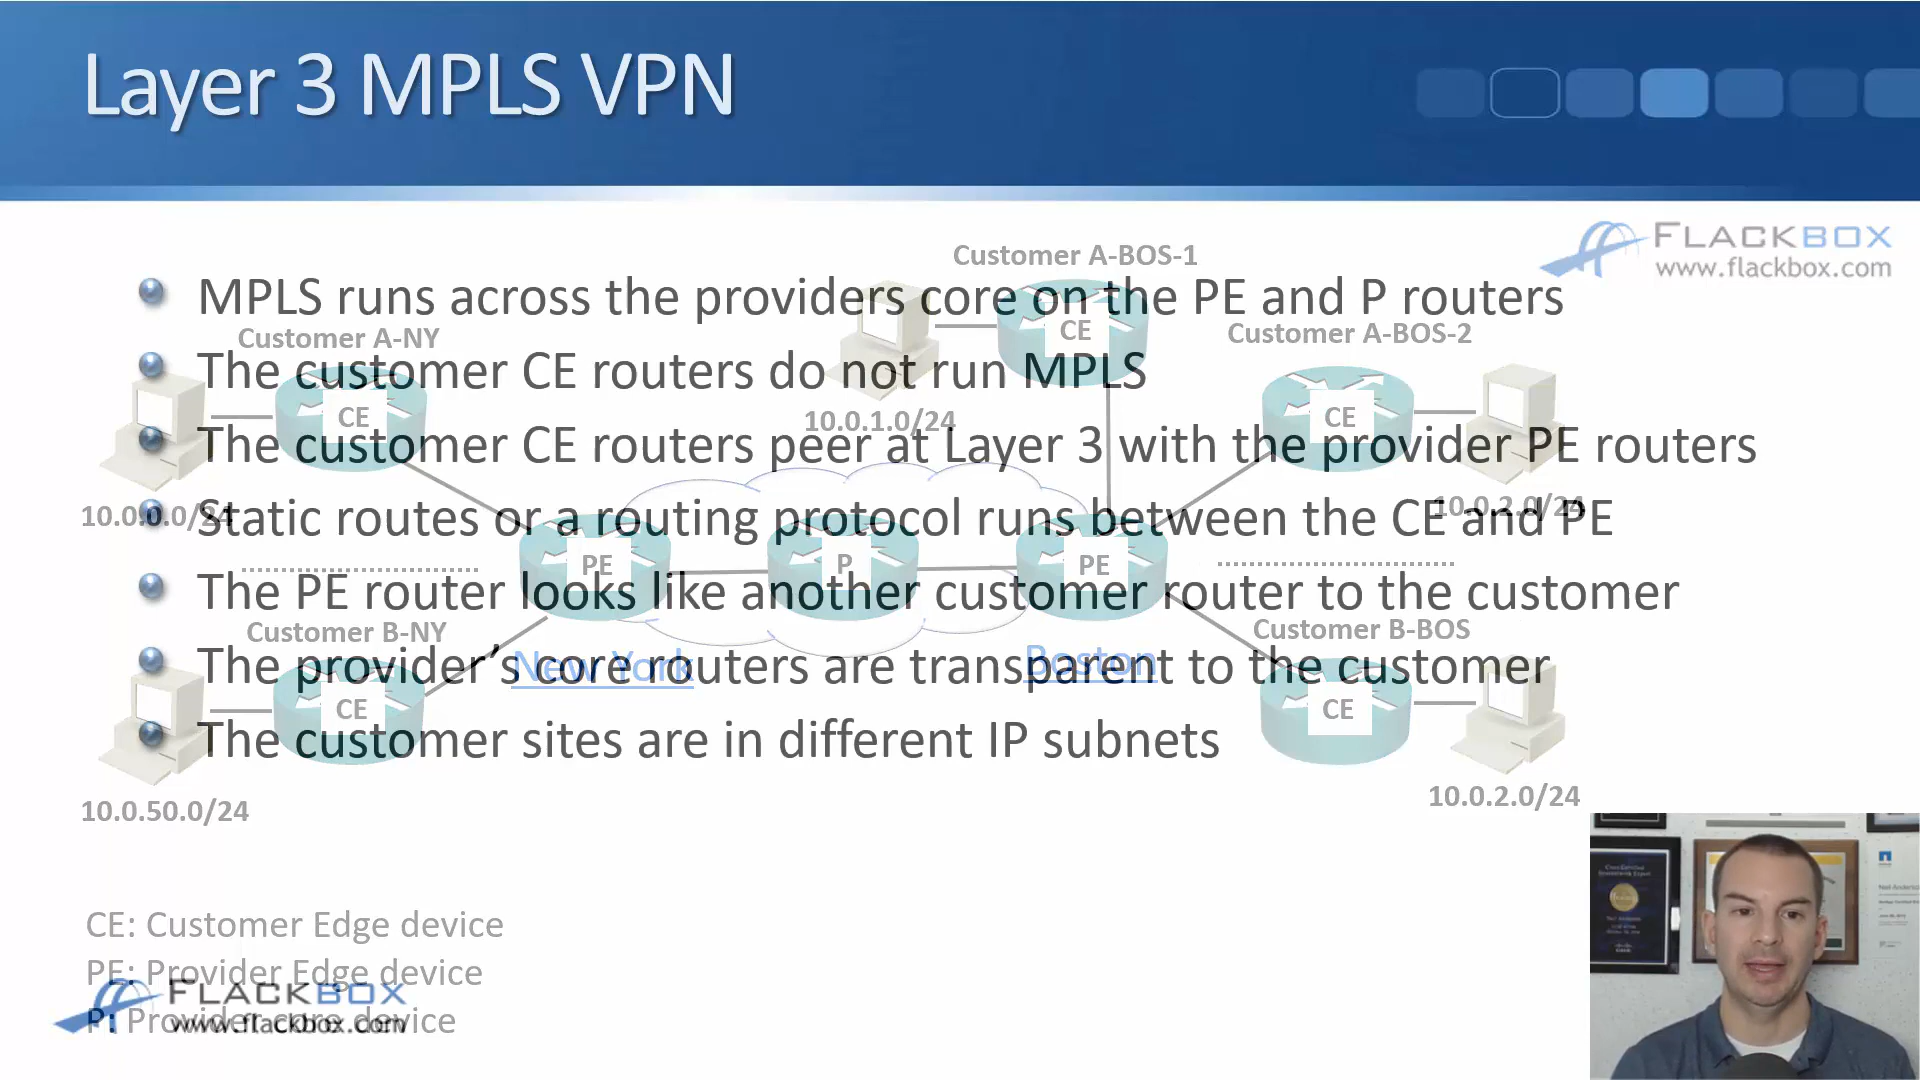 Layer 3 MPLS VPN
FLACKBOX
www.flackbox.com
MPLS runs across the providers core on the PE and P routers
The customer CE routers do not run MPLS
The customer CE routers peer at Layer 3 with the provider PE routers
Static routes or a routing protocol runs between the CE and PE
The PE router looks like another customer router to the customer
The provider’s core routers are transparent to the customer
The customer sites are in different IP subnets
Customer A-BOS-1
CE
10.0.1.0/24
Customer A-NY
CE
10.0.0.0/24
Customer A-BOS-2
CE
10.0.2.0/24
PE
P
PE
New York
Boston
Customer B-NY
CE
10.0.50.0/24
Customer B-BOS
CE
10.0.2.0/24
CE: Customer Edge device
PE: Provider Edge device
P: Provider core device
FLACKBOX
www.flackbox.com